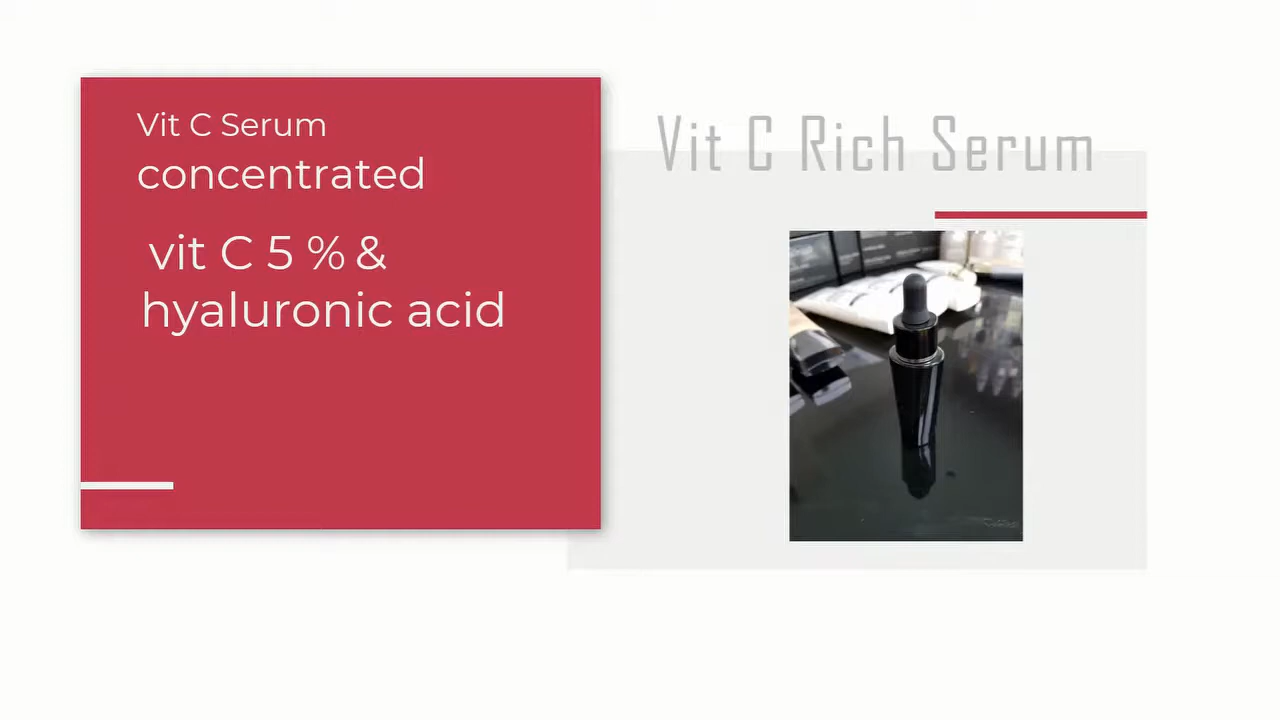 Vit C Serum
concentrated
vit C 5 % &
hyaluronic acid
Vit C Rich Serum